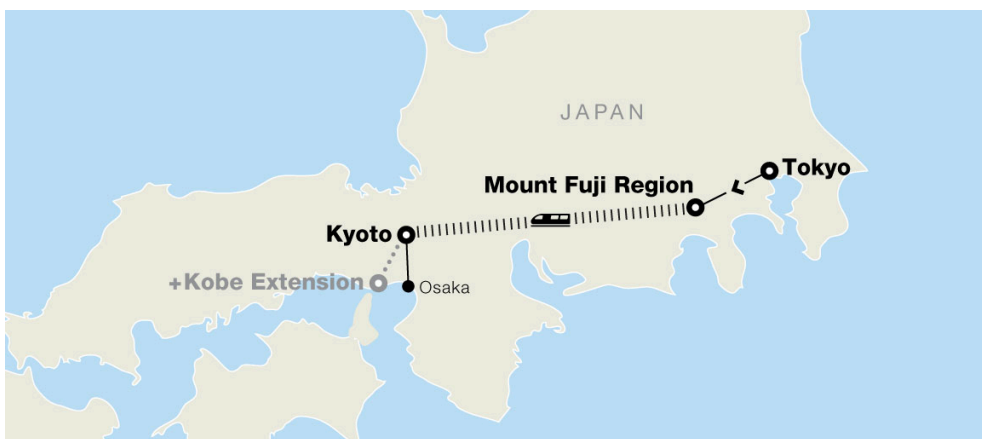 JAPAN
Tokyo
Mount Fuji Region
Kyoto
+Kobe Extension
Osaka